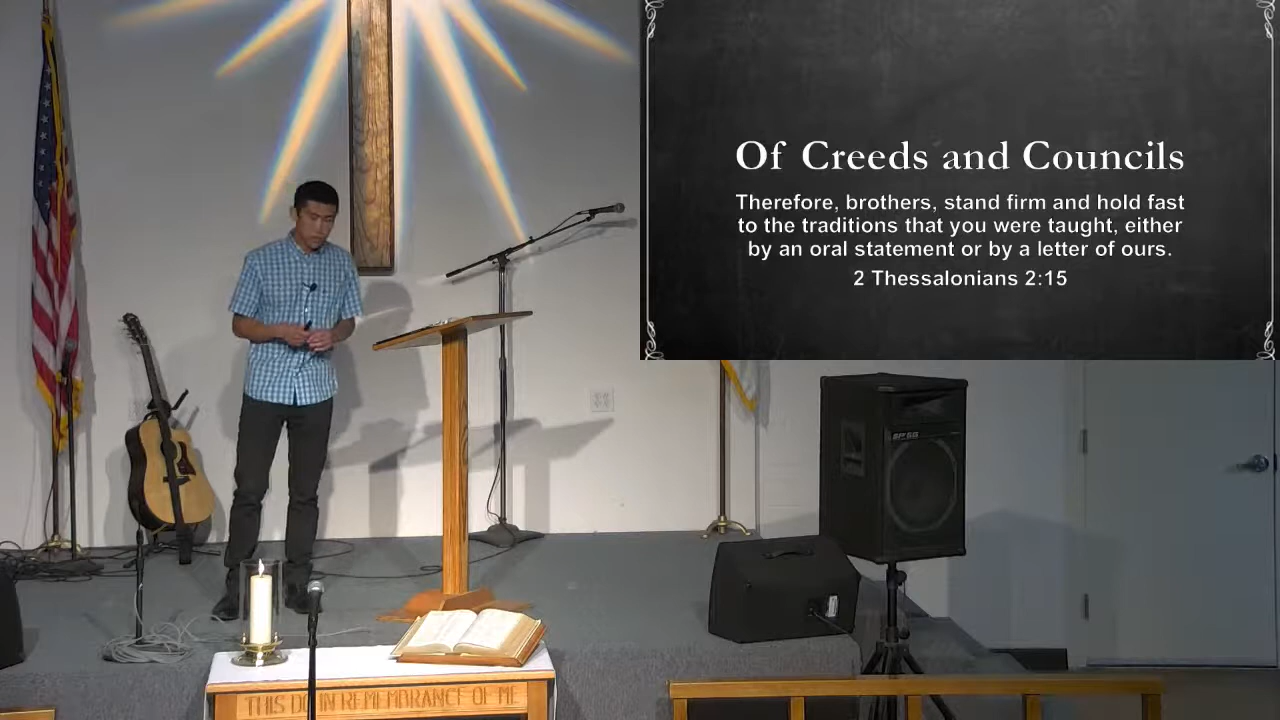 Of Creeds and Councils
Therefore, brothers, stand firm and hold fast
to the traditions that you were taught, either
by an oral statement or by a letter of ours.
2 Thessalonians 2:15
THIS DO IN REMEMBRANCE OF ME